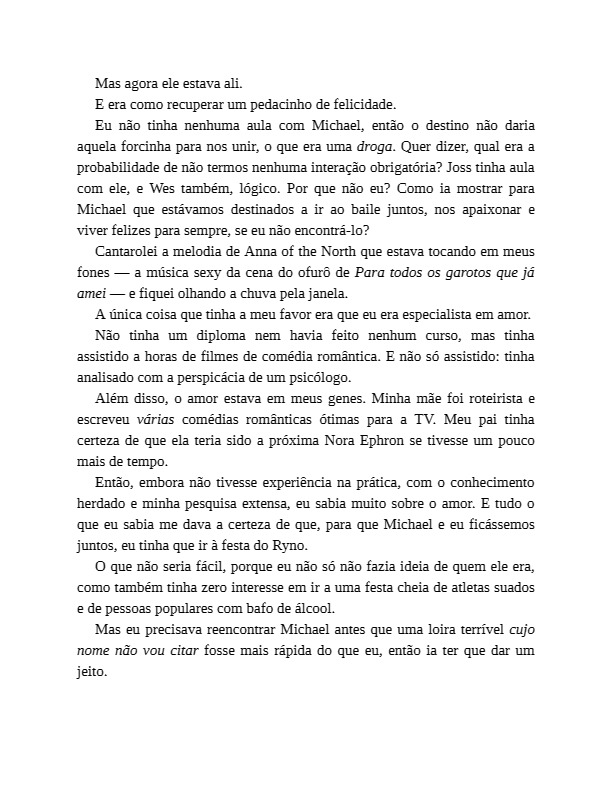 Mas agora ele estava ali.
E era como recuperar um pedacinho de felicidade.
Eu não tinha nenhuma aula com Michael, então o destino não daria
aquela forcinha para nos unir, o que era uma droga. Quer dizer, qual era a
probabilidade de não termos nenhuma interação obrigatória? Joss tinha aula
com ele, e Wes também, lógico. Por que não eu? Como ia mostrar para
Michael que estávamos destinados a ir ao baile juntos, nos apaixonar e
viver felizes para sempre, se eu não encontrá-lo?
Cantarolei a melodia de Anna of the North que estava tocando em meus
fones — a música sexy da cena do ofurô de Para todos os garotos que já
amei — e fiquei olhando a chuva pela janela.
A única coisa que tinha a meu favor era que eu era especialista em amor.
Não tinha um diploma nem havia feito nenhum curso, mas tinha
assistido a horas de filmes de comédia romântica. E não só assistido: tinha
analisado com a perspicácia de um psicólogo.
Além disso, o amor estava em meus genes. Minha mãe foi roteirista e
escreveu várias comédias românticas ótimas para a TV. Meu pai tinha
certeza de que ela teria sido a próxima Nora Ephron se tivesse um pouco
mais de tempo.
Então, embora não tivesse experiência na prática, com o conhecimento
herdado e minha pesquisa extensa, eu sabia muito sobre o amor. E tudo o
que eu sabia me dava a certeza de que, para que Michael e eu ficássemos
juntos, eu tinha que ir à festa do Ryno.
O que não seria fácil, porque eu não só não fazia ideia de quem ele era,
como também tinha zero interesse em ir a uma festa cheia de atletas suados
e de pessoas populares com bafo de álcool.
Mas eu precisava reencontrar Michael antes que uma loira terrível cujo
nome não vou citar fosse mais rápida do que eu, então ia ter que dar um
jeito.